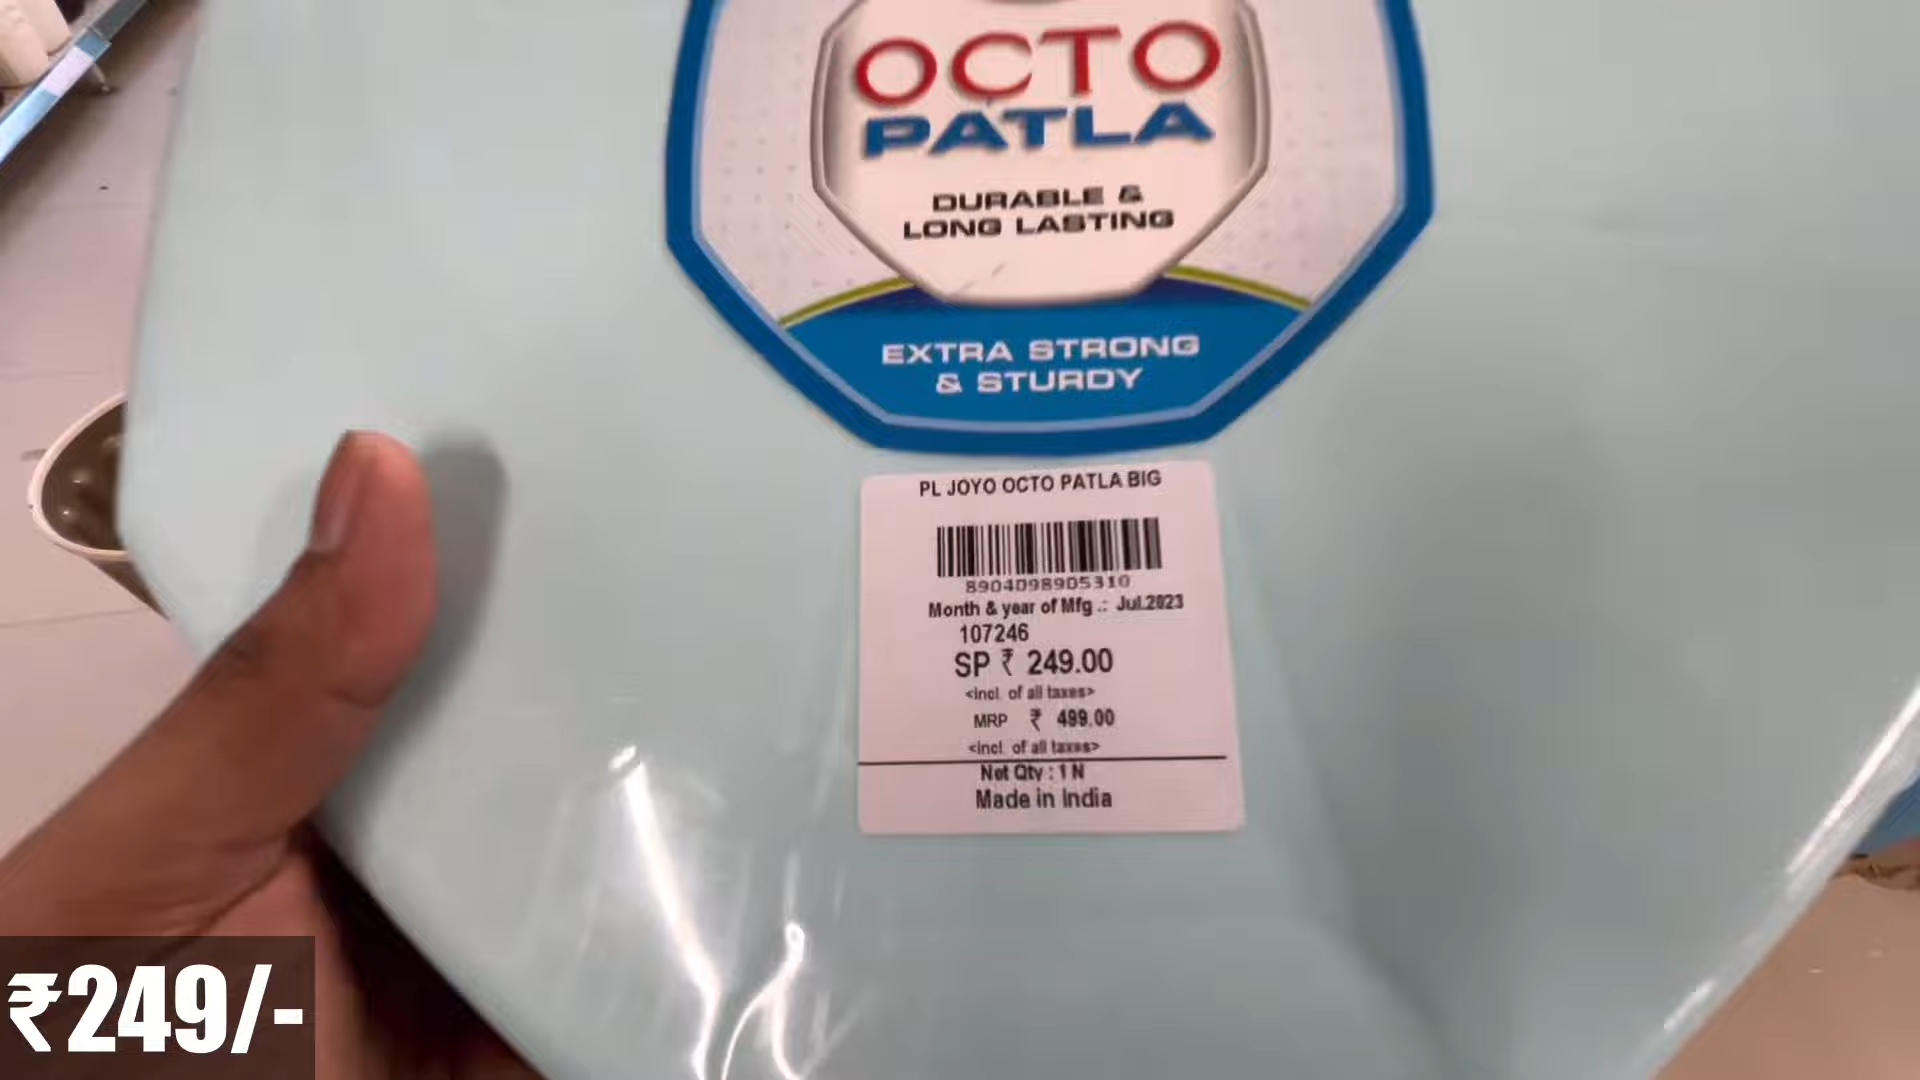 OCTO
PATLA
DURABLE &
LONG LASTING
EXTRA STRONG
& STURDY
PL JOYO OCTO PATLA BIG
8904098905310
Month & year of Mfg .: Jul.2023
107246
SP ₹ 249.00
<incl. of all taxes>
MRP ₹ 499.00
<incl. of all taxes>
Net Qty : 1 N
Made in India
₹249/-